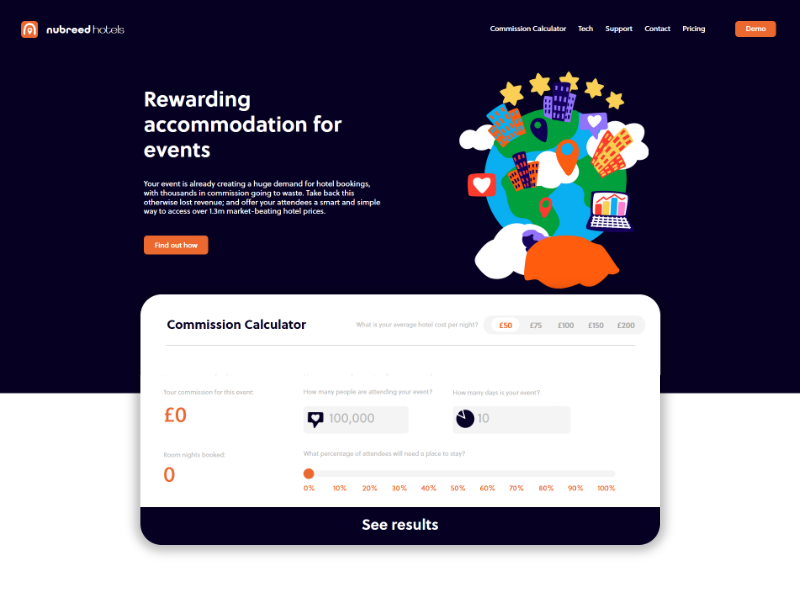 nubreed hotels
Commission Calculator Tech Support Contact Pricing Demo
Rewarding
accommodation for
events
Your event is already creating a huge demand for hotel bookings,
with thousands in commission going to waste. Take back this
otherwise lost revenue; and offer your attendees a smart and simple
way to access over 1.3m market-beating hotel prices.
Find out how
Commission Calculator
What is your average hotel cost per night? £50 £75 £100 £150 £200
Your commission for this event:
£0
How many people are attending your event?
100,000
How many days is your event?
10
Room nights booked:
0
What percentage of attendees will need a place to stay?
0% 10% 20% 30% 40% 50% 60% 70% 80% 90% 100%
See results